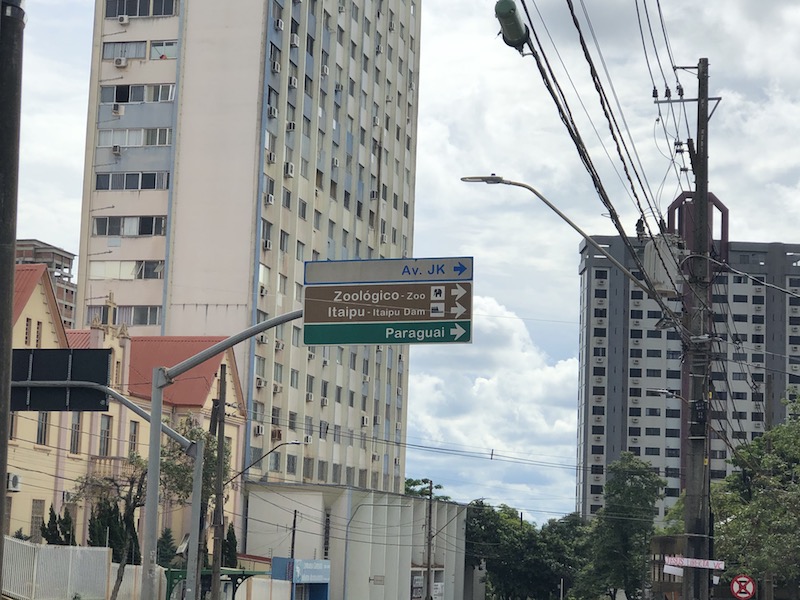 Av. JK
Zoológico - Zoo
Itaipu - Itaipu Dam
Paraguai